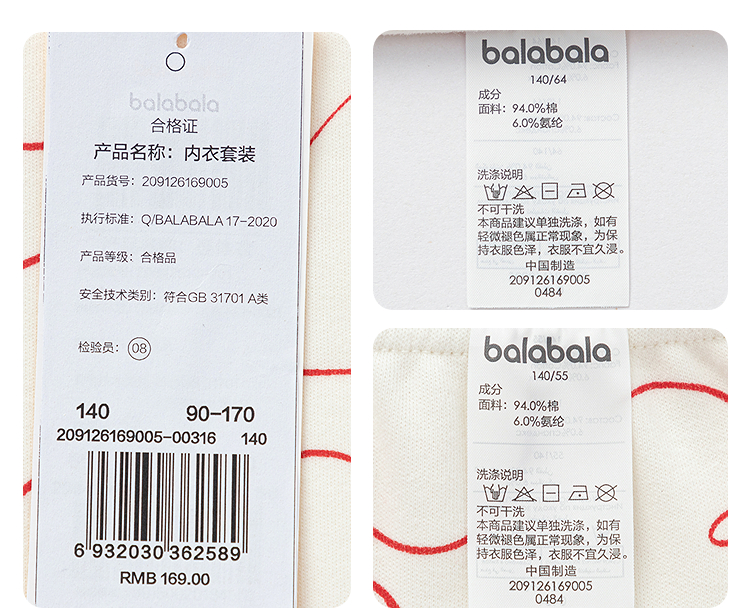 balabala
合格证
产品名称：内衣套装
产品货号：209126169005
执行标准：Q/BALABALA 17-2020
产品等级：合格品
安全技术类别：符合GB 31701 A类
检验员：08
140 90-170
209126169005-00316 140
6 932030 362589
RMB 169.00
balabala
140/64
成分
面料：94.0%棉
6.0%氨纶
洗涤说明
不可干洗
本商品建议单独洗涤，如有
轻微褪色属正常现象，为保
持衣服色泽，衣服不宜久浸。
中国制造
209126169005
0484
balabala
140/55
成分
面料：94.0%棉
6.0%氨纶
洗涤说明
不可干洗
本商品建议单独洗涤，如有
轻微褪色属正常现象，为保
持衣服色泽，衣服不宜久浸。
中国制造
209126169005
0484